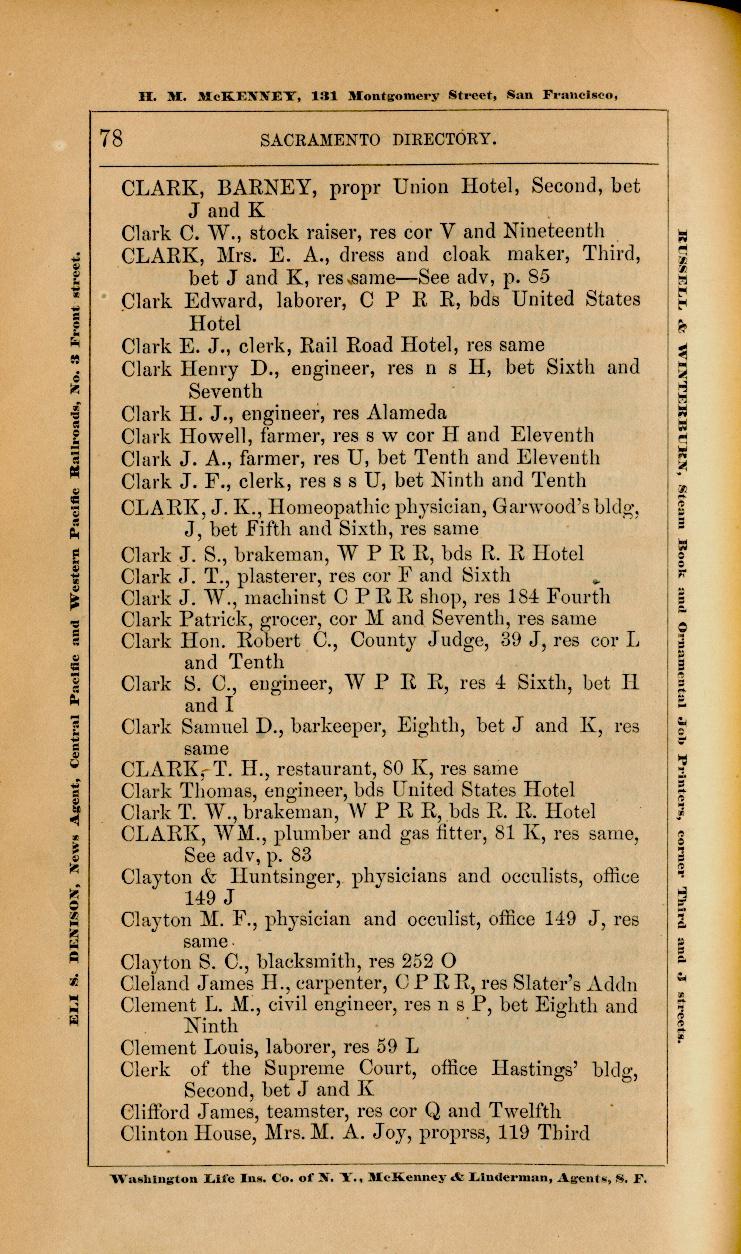 H. M. McKENNEY, 131 Montgomery Street, San Francisco,
78 SACRAMENTO DIRECTORY.
CLARK, BARNEY, propr Union Hotel, Second, bet
J and K
Clark C. W., stock raiser, res cor V and Nineteenth
CLARK, Mrs. E. A., dress and cloak maker, Third,
bet J and K, res same—See adv, p. 85
Clark Edward, laborer, C P R R, bds United States
Hotel
Clark E. J., clerk, Rail Road Hotel, res same
Clark Henry D., engineer, res n s H, bet Sixth and
Seventh
Clark H. J., engineer, res Alameda
Clark Howell, farmer, res s w cor H and Eleventh
Clark J. A., farmer, res U, bet Tenth and Eleventh
Clark J. F., clerk, res s s U, bet Ninth and Tenth
CLARK, J. K., Homeopathic physician, Garwood's bldg,
J, bet Fifth and Sixth, res same
Clark J. S., brakeman, W P R R, bds R. R Hotel
Clark J. T., plasterer, res cor F and Sixth
Clark J. W., machinst C P R R shop, res 184 Fourth
Clark Patrick, grocer, cor M and Seventh, res same
Clark Hon. Robert C., County Judge, 39 J, res cor L
and Tenth
Clark S. C., engineer, W P R R, res 4 Sixth, bet H
and I
Clark Samuel D., barkeeper, Eighth, bet J and K, res
same
CLARK, T. H., restaurant, 80 K, res same
Clark Thomas, engineer, bds United States Hotel
Clark T. W., brakeman, W P R R, bds R. R. Hotel
CLARK, WM., plumber and gas fitter, 81 K, res same,
See adv, p. 83
Clayton & Huntsinger, physicians and occulists, office
149 J
Clayton M. F., physician and occulist, office 149 J, res
same
Clayton S. C., blacksmith, res 252 O
Cleland James H., carpenter, C P R R, res Slater's Addn
Clement L. M., civil engineer, res n s P, bet Eighth and
Ninth
Clement Louis, laborer, res 59 L
Clerk of the Supreme Court, office Hastings' bldg,
Second, bet J and K
Clifford James, teamster, res cor Q and Twelfth
Clinton House, Mrs. M. A. Joy, proprss, 119 Third
Washington Life Ins. Co. of N. Y., McKenney & Linderman, Agents, S. F.
ELI S. DENISON, News Agent, Central Pacific and Western Pacific Railroads, No. 3 Front street.
RUSSELL & WINTERBURN, Steam Book and Ornamental Job Printers, corner Third and J streets.